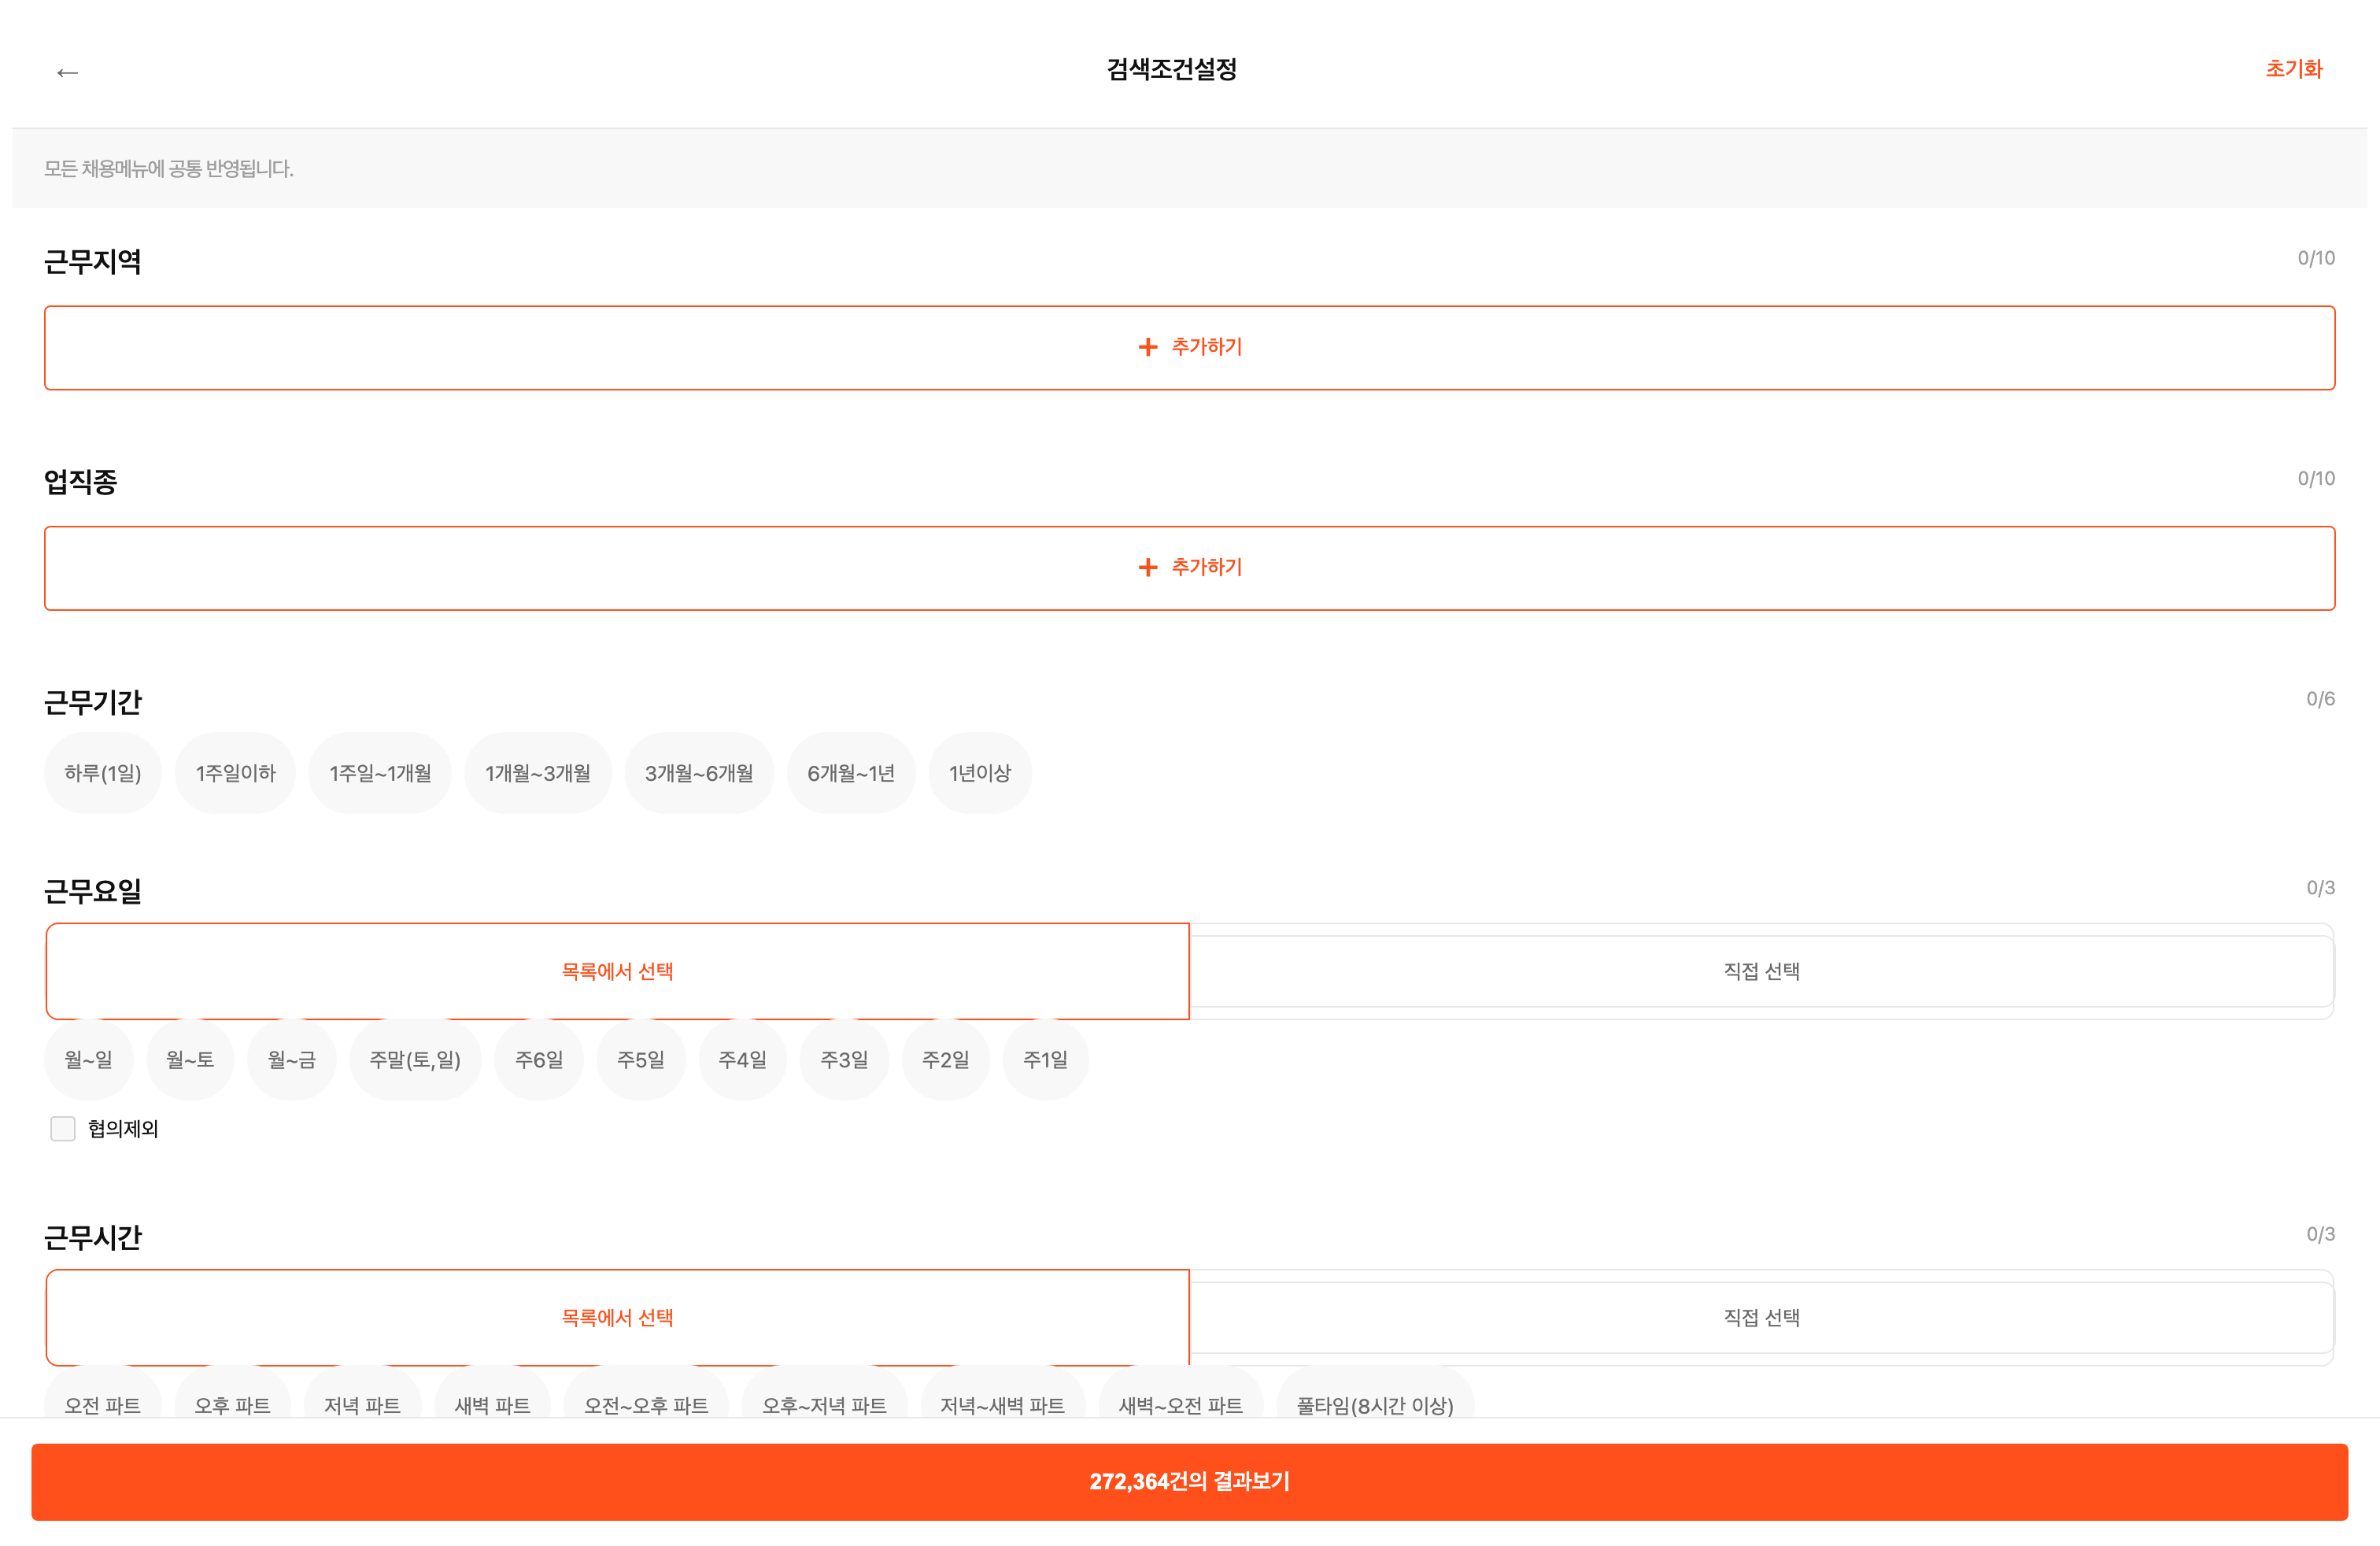 ←
검색조건설정
초기화
모든 채용메뉴에 공통 반영됩니다.
근무지역
0/10
+ 추가하기
업직종
0/10
+ 추가하기
근무기간
0/6
하루(1일) 1주일이하 1주일~1개월 1개월~3개월 3개월~6개월 6개월~1년 1년이상
근무요일
0/3
목록에서 선택
직접 선택
월~일 월~토 월~금 주말(토,일) 주6일 주5일 주4일 주3일 주2일 주1일
협의제외
근무시간
0/3
목록에서 선택
직접 선택
오전 파트 오후 파트 저녁 파트 새벽 파트 오전~오후 파트 오후~저녁 파트 저녁~새벽 파트 새벽~오전 파트 풀타임(8시간 이상)
272,364건의 결과보기